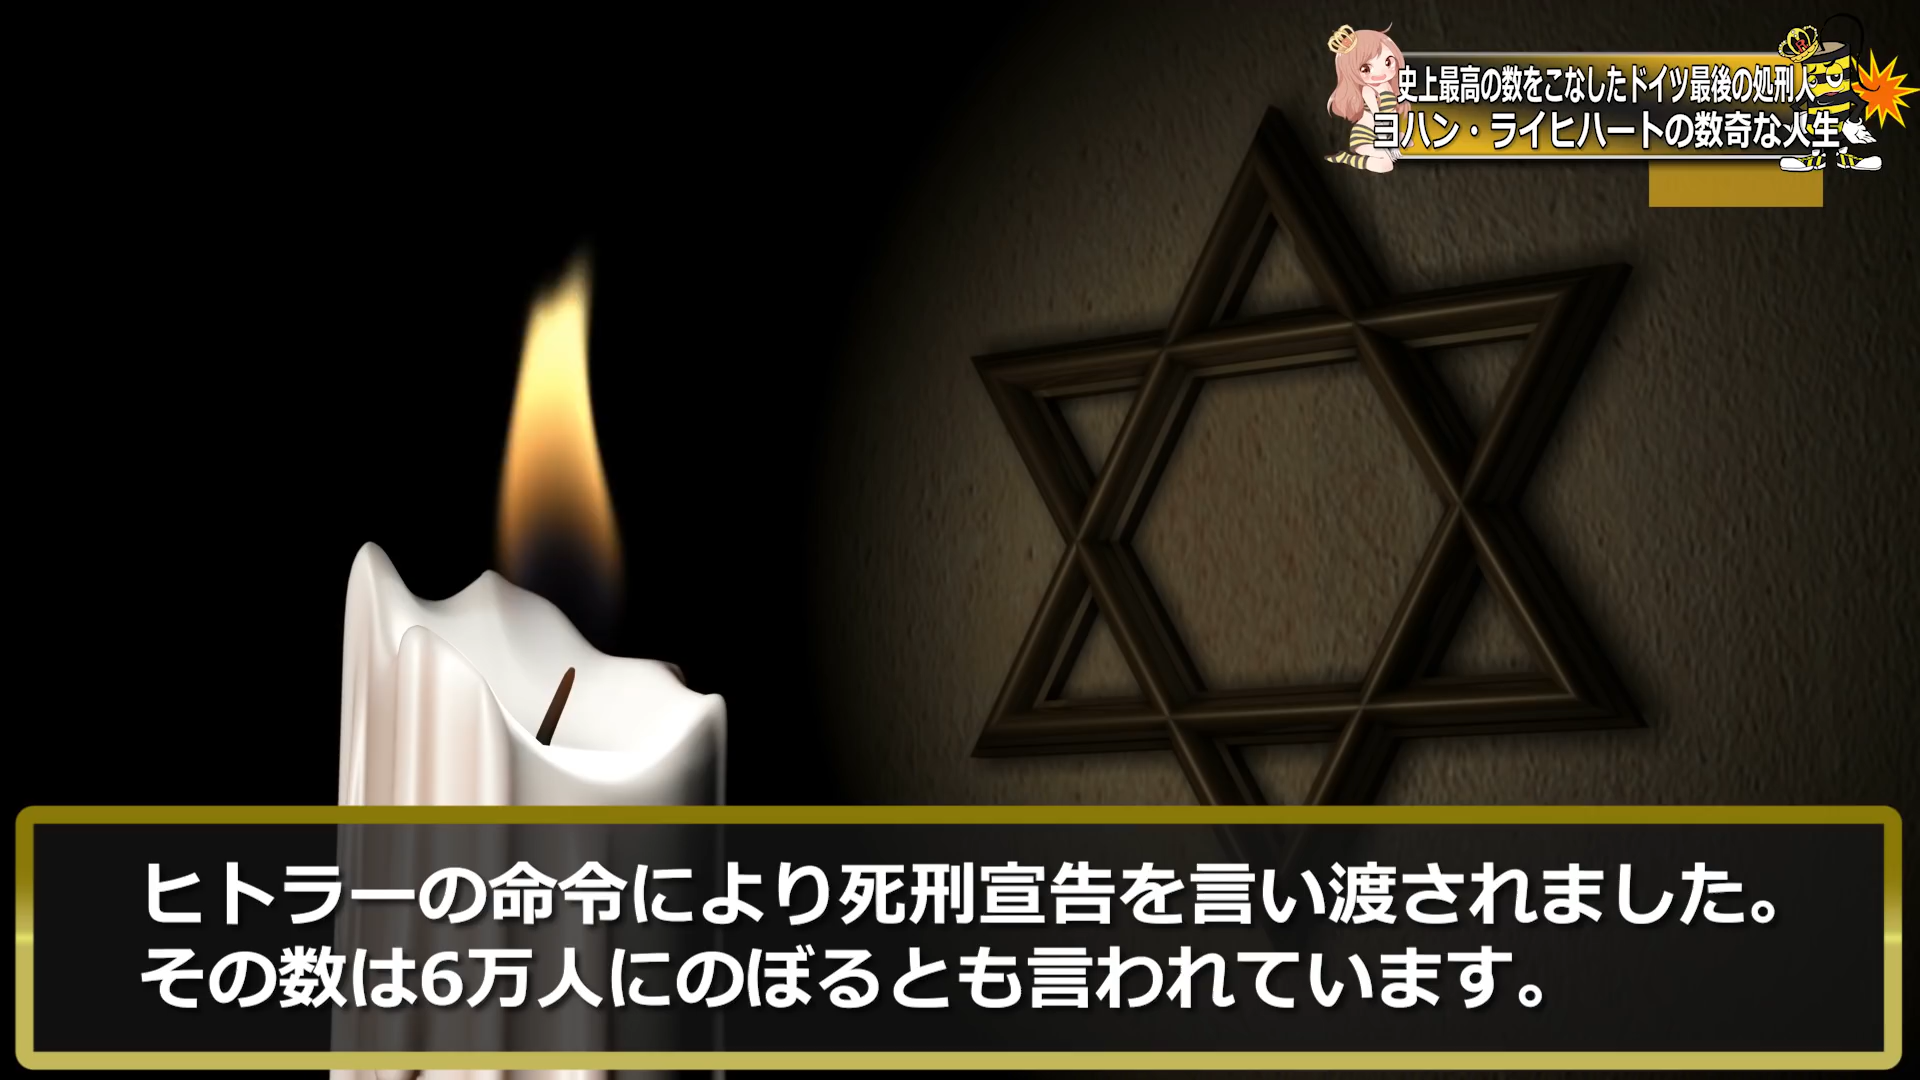 史上最高の数をこなしたドイツ最後の処刑人
ヨハン・ライヒハートの数奇な人生
ヒトラーの命令により死刑宣告を言い渡されました。
その数は6万人にのぼるとも言われています。